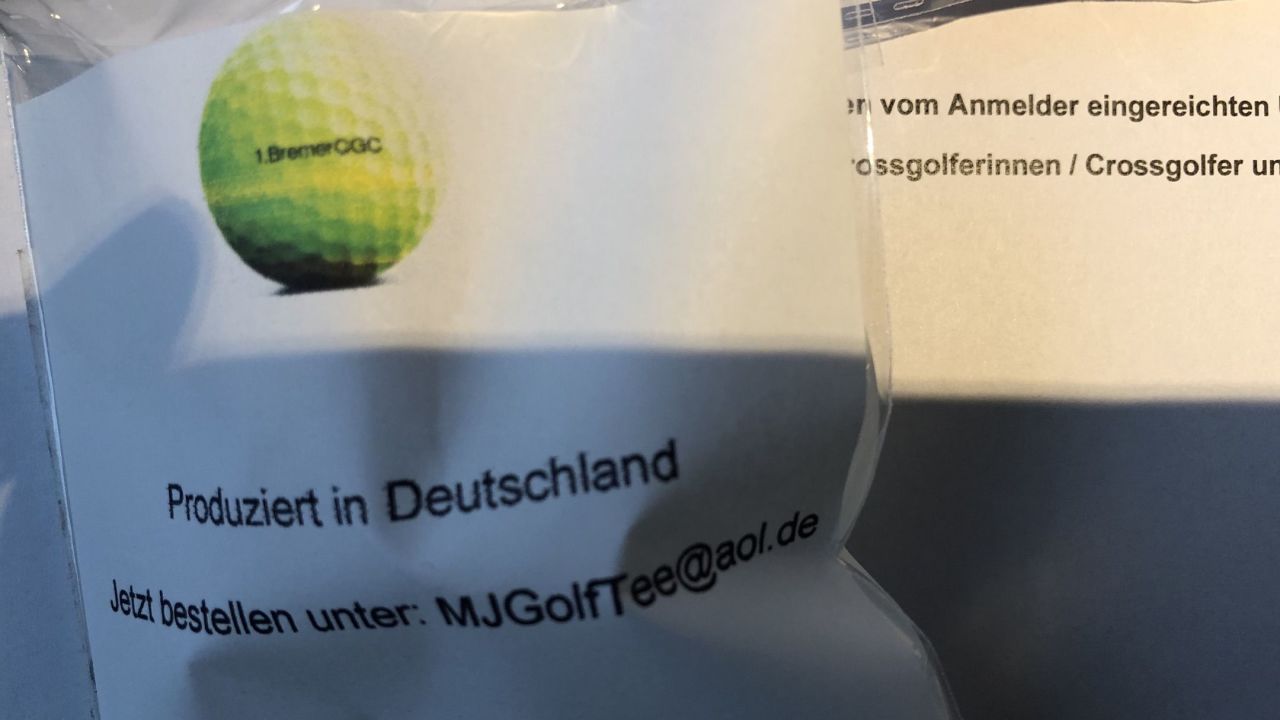 1.BremerCGC
Produziert in Deutschland
Jetzt bestellen unter: MJGolfTee@aol.de
vom Anmelder eingereichten
rossgolferinnen / Crossgolfer un